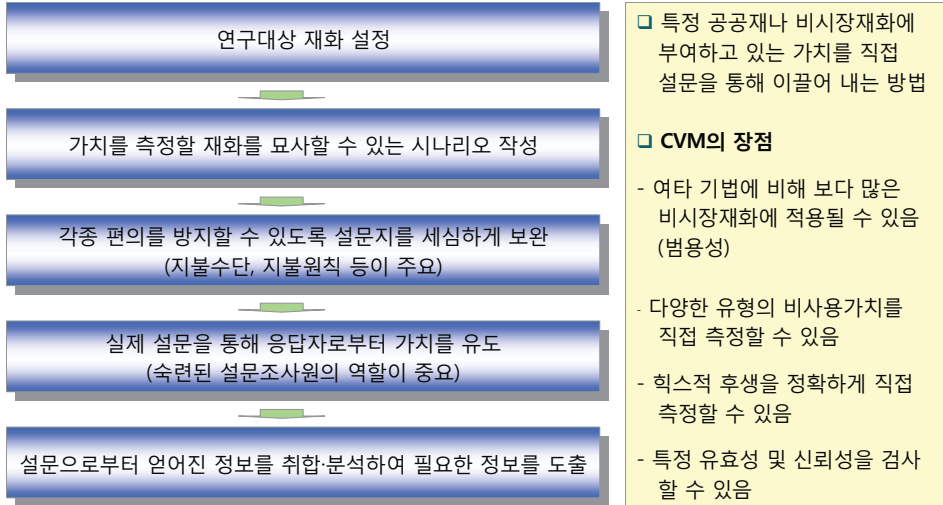 연구대상 재화 설정
가치를 측정할 재화를 묘사할 수 있는 시나리오 작성
각종 편의를 방지할 수 있도록 설문지를 세심하게 보완
(지불수단, 지불원칙 등이 주요)
실제 설문을 통해 응답자로부터 가치를 유도
(숙련된 설문조사원의 역할이 중요)
설문으로부터 얻어진 정보를 취합·분석하여 필요한 정보를 도출
❑ 특정 공공재나 비시장재화에
부여하고 있는 가치를 직접
설문을 통해 이끌어 내는 방법
❑ CVM의 장점
- 여타 기법에 비해 보다 많은
비시장재화에 적용될 수 있음
(범용성)
- 다양한 유형의 비사용가치를
직접 측정할 수 있음
- 힉스적 후생을 정확하게 직접
측정할 수 있음
- 특정 유효성 및 신뢰성을 검사
할 수 있음